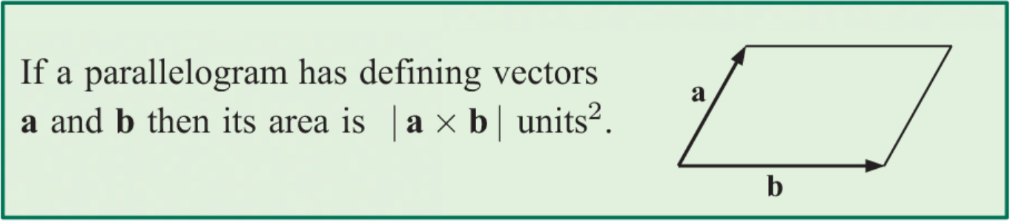 If a parallelogram has defining vectors
a and b then its area is | a × b | units².
a
b